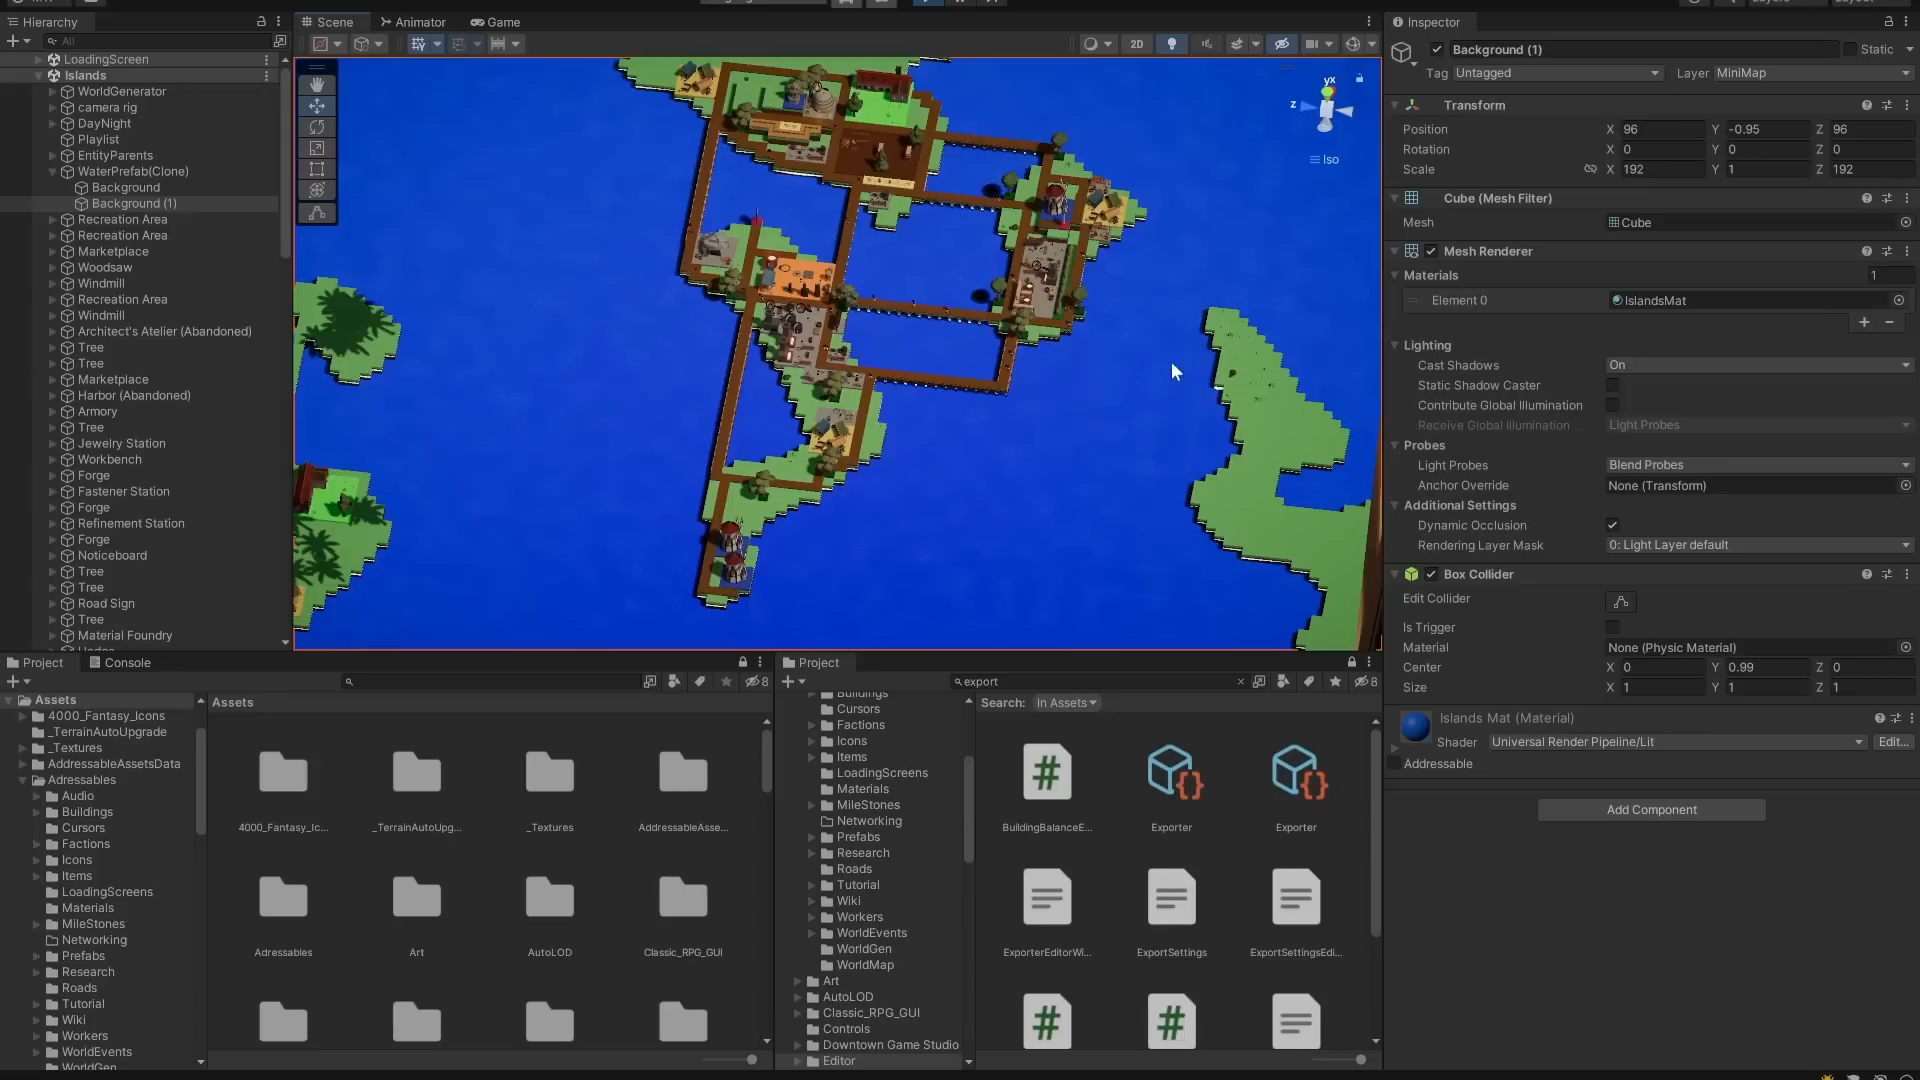 Hierarchy
All
LoadingScreen
Islands
WorldGenerator
camera rig
DayNight
Playlist
EntityParents
WaterPrefab(Clone)
Background
Background (1)
Recreation Area
Recreation Area
Marketplace
Woodsaw
Windmill
Recreation Area
Windmill
Architect's Atelier (Abandoned)
Tree
Tree
Marketplace
Harbor (Abandoned)
Armory
Tree
Jewelry Station
Workbench
Forge
Fastener Station
Forge
Refinement Station
Forge
Noticeboard
Tree
Tree
Road Sign
Tree
Material Foundry
Scene
Animator
Game
2D
y x
z
Iso
Inspector
Background (1)
Static
Tag Untagged
Layer MiniMap
Transform
Position X 96 Y -0.95 Z 96
Rotation X 0 Y 0 Z 0
Scale X 192 Y 1 Z 192
Cube (Mesh Filter)
Mesh Cube
Mesh Renderer
Materials 1
Element 0 IslandsMat
Lighting
Cast Shadows On
Static Shadow Caster
Contribute Global Illumination
Receive Global Illumination Light Probes
Probes
Light Probes Blend Probes
Anchor Override None (Transform)
Additional Settings
Dynamic Occlusion
Rendering Layer Mask 0: Light Layer default
Box Collider
Edit Collider
Is Trigger
Material None (Physic Material)
Center X 0 Y 0.99 Z 0
Size X 1 Y 1 Z 1
Islands Mat (Material)
Shader Universal Render Pipeline/Lit Edit...
Addressable
Add Component
Project
Console
8
Assets
4000_Fantasy_Icons
_TerrainAutoUpgrade
_Textures
AddressableAssetsData
Adressables
Audio
Buildings
Cursors
Factions
Icons
Items
LoadingScreens
Materials
MileStones
Networking
Prefabs
Research
Roads
Tutorial
Wiki
Workers
WorldEvents
WorldGen
Assets
4000_Fantasy_Ic...
_TerrainAutoUpg...
_Textures
AddressableAsse...
Adressables
Art
AutoLOD
Classic_RPG_GUI
Project
export
8
Buildings
Cursors
Factions
Icons
Items
LoadingScreens
Materials
MileStones
Networking
Prefabs
Research
Roads
Tutorial
Wiki
Workers
WorldEvents
WorldGen
WorldMap
Art
AutoLOD
Classic_RPG_GUI
Controls
Downtown Game Studio
Editor
Search: In Assets
BuildingBalanceE...
Exporter
Exporter
ExporterEditorWi...
ExportSettings
ExportSettingsEdi...